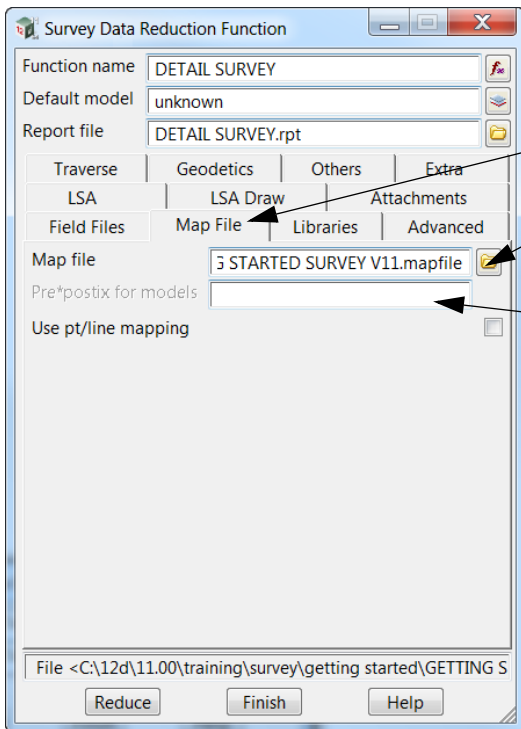 Survey Data Reduction Function
Function name DETAIL SURVEY
Default model unknown
Report file DETAIL SURVEY.rpt
Traverse Geodetics Others Extra
LSA LSA Draw Attachments
Field Files Map File Libraries Advanced
Map file G STARTED SURVEY V11.mapfile
Pre*postix for models
Use pt/line mapping
File <C:\12d\11.00\training\survey\getting started\GETTING S
Reduce Finish Help